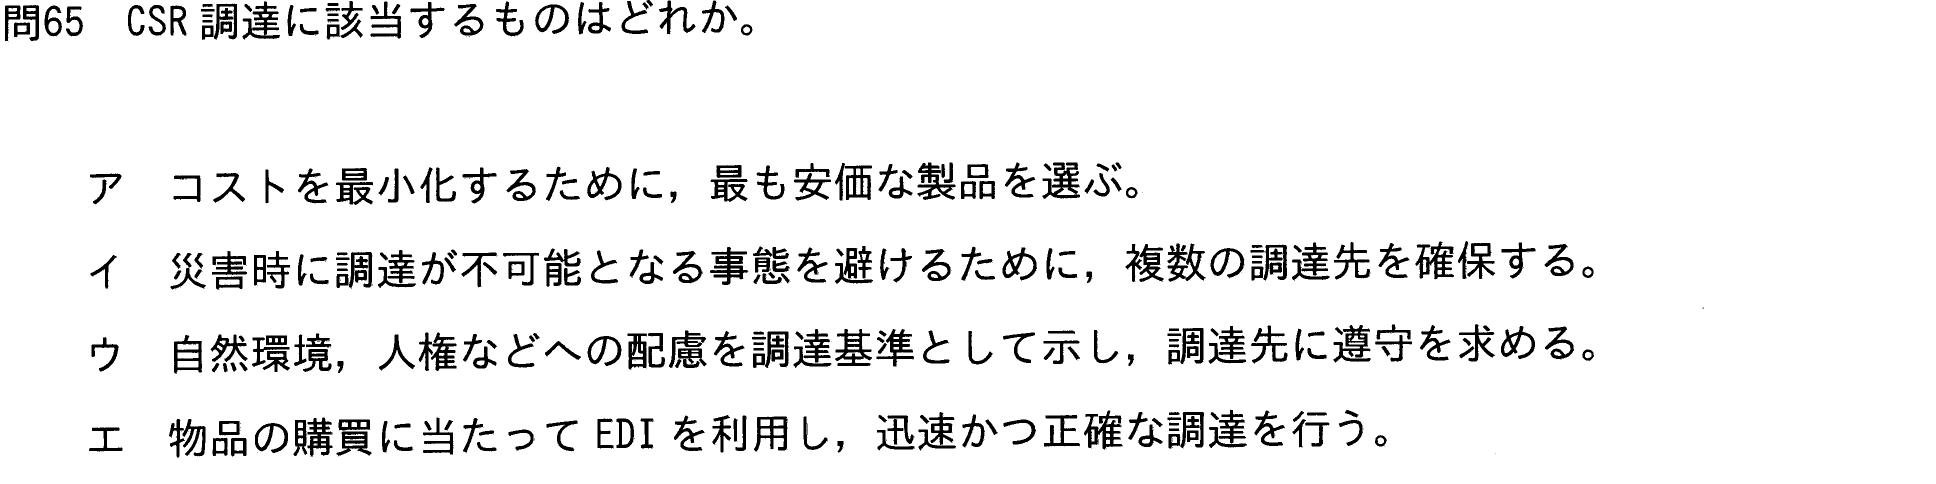 問65　CSR 調達に該当するものはどれか。
ア　コストを最小化するために，最も安価な製品を選ぶ。
イ　災害時に調達が不可能となる事態を避けるために，複数の調達先を確保する。
ウ　自然環境，人権などへの配慮を調達基準として示し，調達先に遵守を求める。
エ　物品の購買に当たって EDI を利用し，迅速かつ正確な調達を行う。